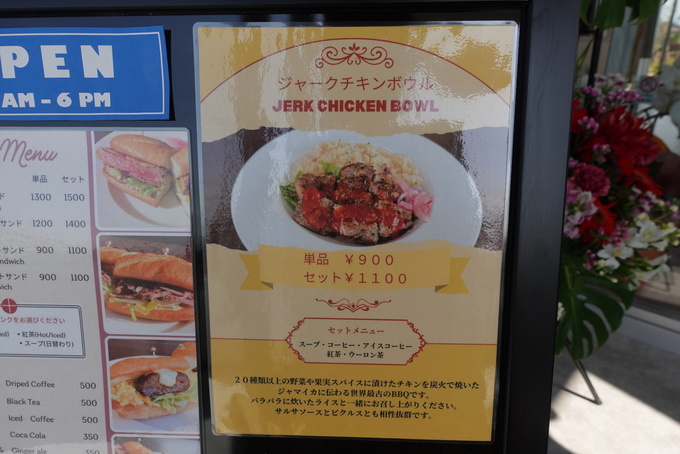 PEN
AM – 6 PM
Menu
単品 セット
ド 1300 1500
サンド 1200 1400
トサンド 900 1100
ndwich
トサンド 900 1100
ich
ンクをお選びください
ced) • 紅茶(Hot/Iced)
• スープ(日替わり)
Driped Coffee 500
Black Tea 500
Iced Coffee 500
Coca Cola 350
Ginger ale 350
ジャークチキンボウル
JERK CHICKEN BOWL
単品 ¥900
セット¥1100
セットメニュー
スープ・コーヒー・アイスコーヒー
紅茶・ウーロン茶
20種類以上の野菜や果実スパイスに漬けたチキンを炭火で焼いた
ジャマイカに伝わる世界最古のBBQです。
パラパラに炊いたライスと一緒にお召し上がりください。
サルサソースとピクルスとも相性抜群です。